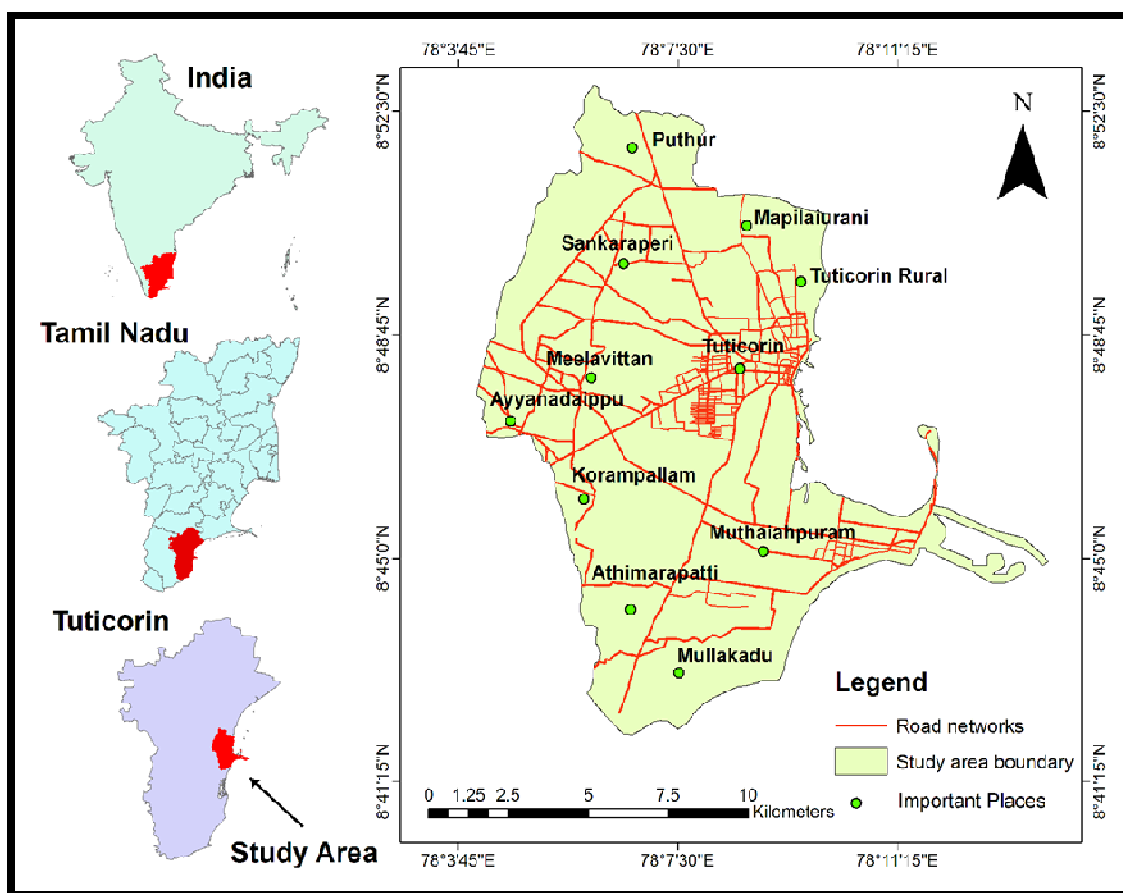 India
Tamil Nadu
Tuticorin
Study Area
78°3'45"E 78°7'30"E 78°11'15"E
8°52'30"N 8°52'30"N
8°48'45"N 8°48'45"N
8°45'0"N 8°45'0"N
8°41'15"N 8°41'15"N
N
Puthur
Mapilaiurani
Sankaraperi
Tuticorin Rural
Tuticorin
Meelavittan
Ayyanadaippu
Korampallam
Muthaiahpuram
Athimarapatti
Mullakadu
Legend
Road networks
Study area boundary
Important Places
0 1.25 2.5 5 7.5 10
Kilometers
78°3'45"E 78°7'30"E 78°11'15"E